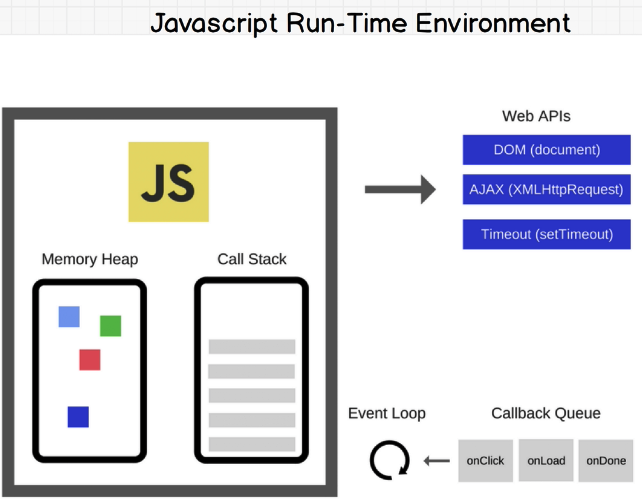 Javascript Run-Time Environment
JS
Memory Heap
Call Stack
Web APIs
DOM (document)
AJAX (XMLHttpRequest)
Timeout (setTimeout)
Event Loop
Callback Queue
onClick onLoad onDone